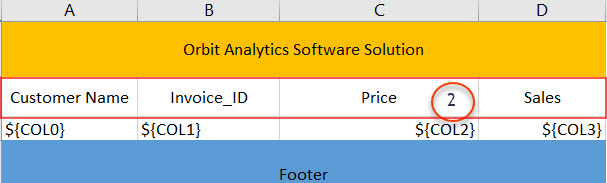 A B C D
Orbit Analytics Software Solution
Customer Name Invoice_ID Price 2 Sales
${COL0} ${COL1} ${COL2} ${COL3}
Footer